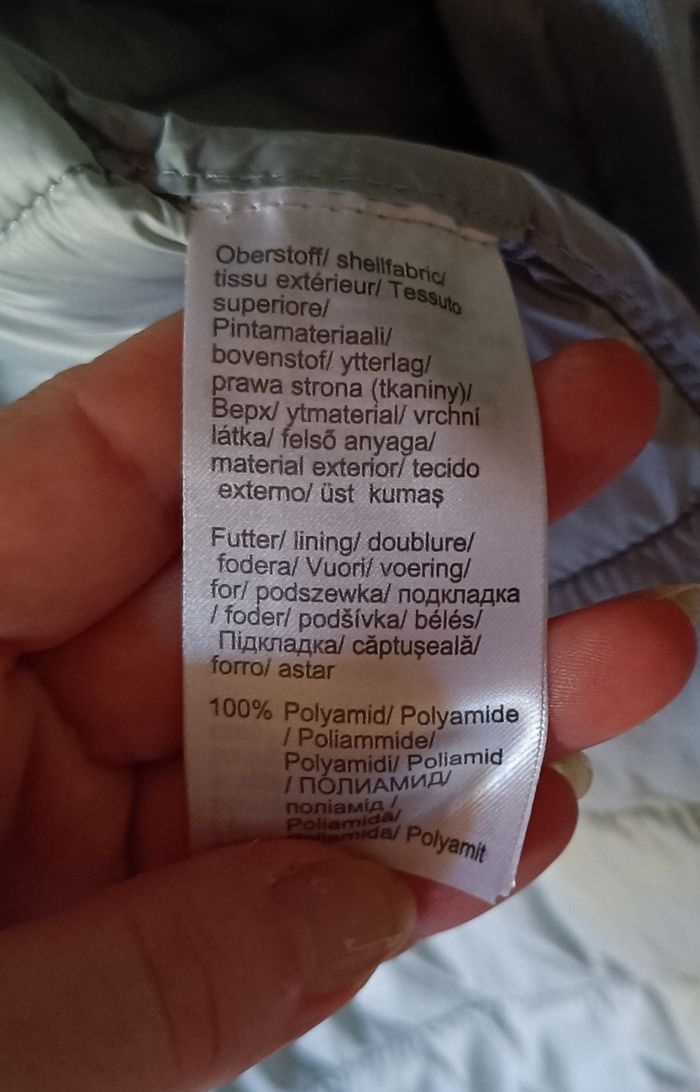 Oberstoff/ shellfabric/
tissu extérieur/ Tessuto
superiore/
Pintamateriaali/
bovenstof/ ytterlag/
prawa strona (tkaniny)/
Верх/ ytmaterial/ vrchní
látka/ felső anyaga/
material exterior/ tecido
externo/ üst kumaş
Futter/ lining/ doublure/
fodera/ Vuori/ voering/
for/ podszewka/ подкладка
/ foder/ podšívka/ bélés/
Підкладка/ căptușeală/
forro/ astar
100% Polyamid/ Polyamide
/ Poliammide/
Polyamidi/ Poliamid
/ ПОЛИАМИД/
поліамід /
Poliamidă/
Polyamit